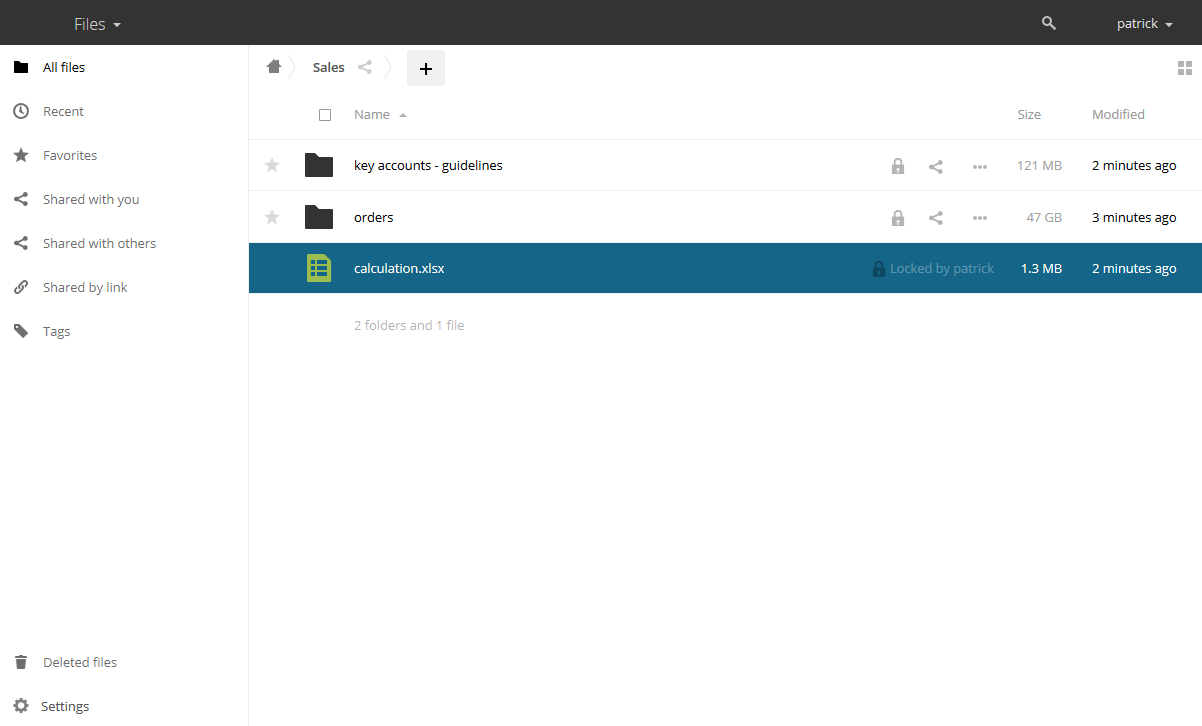 Files
patrick
All files
Recent
Favorites
Shared with you
Shared with others
Shared by link
Tags
Deleted files
Settings
Sales
+
Name Size Modified
key accounts - guidelines 121 MB 2 minutes ago
orders 47 GB 3 minutes ago
calculation.xlsx Locked by patrick 1.3 MB 2 minutes ago
2 folders and 1 file